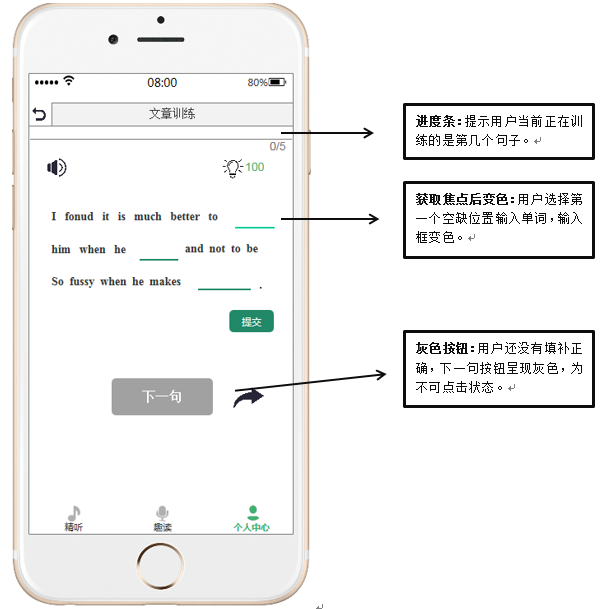 08:00
80%
文章训练
0/5
100
I fonud it is much better to
him when he and not to be
So fussy when he makes .
提交
下一句
精听
趣读
个人中心
进度条:提示用户当前正在训
练的是第几个句子。
获取焦点后变色:用户选择第
一个空缺位置输入单词,输入
框变色。
灰色按钮:用户还没有填补正
确,下一句按钮呈现灰色,为
不可点击状态。